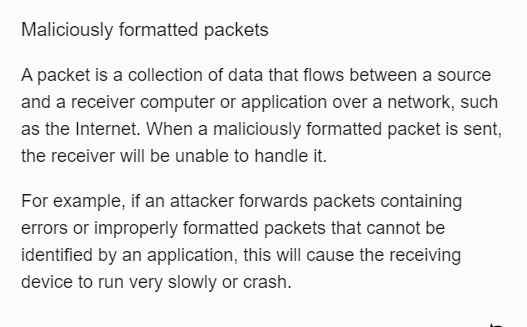 Maliciously formatted packets
A packet is a collection of data that flows between a source
and a receiver computer or application over a network, such
as the Internet. When a maliciously formatted packet is sent,
the receiver will be unable to handle it.
For example, if an attacker forwards packets containing
errors or improperly formatted packets that cannot be
identified by an application, this will cause the receiving
device to run very slowly or crash.